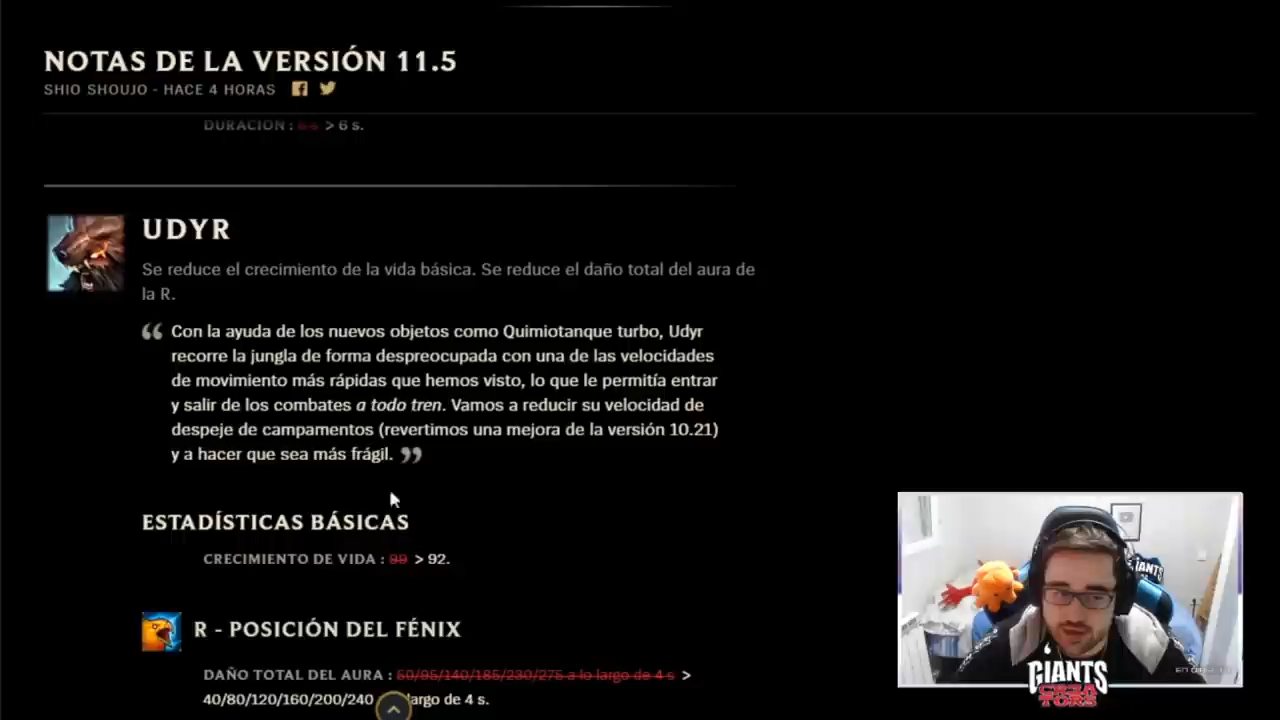 NOTAS DE LA VERSIÓN 11.5
SHIO SHOUJO - HACE 4 HORAS
DURACIÓN : > 6 s.
UDYR
Se reduce el crecimiento de la vida básica. Se reduce el daño total del aura de
la R.
“ Con la ayuda de los nuevos objetos como Quimiotanque turbo, Udyr
recorre la jungla de forma despreocupada con una de las velocidades
de movimiento más rápidas que hemos visto, lo que le permitía entrar
y salir de los combates a todo tren. Vamos a reducir su velocidad de
despeje de campamentos (revertimos una mejora de la versión 10.21)
y a hacer que sea más frágil. ”
ESTADÍSTICAS BÁSICAS
CRECIMIENTO DE VIDA : 99 > 92.
R - POSICIÓN DEL FÉNIX
DAÑO TOTAL DEL AURA : 50/95/140/185/230/275 a lo largo de 4 s >
40/80/120/160/200/240 largo de 4 s.
GIANTS
CREATORS